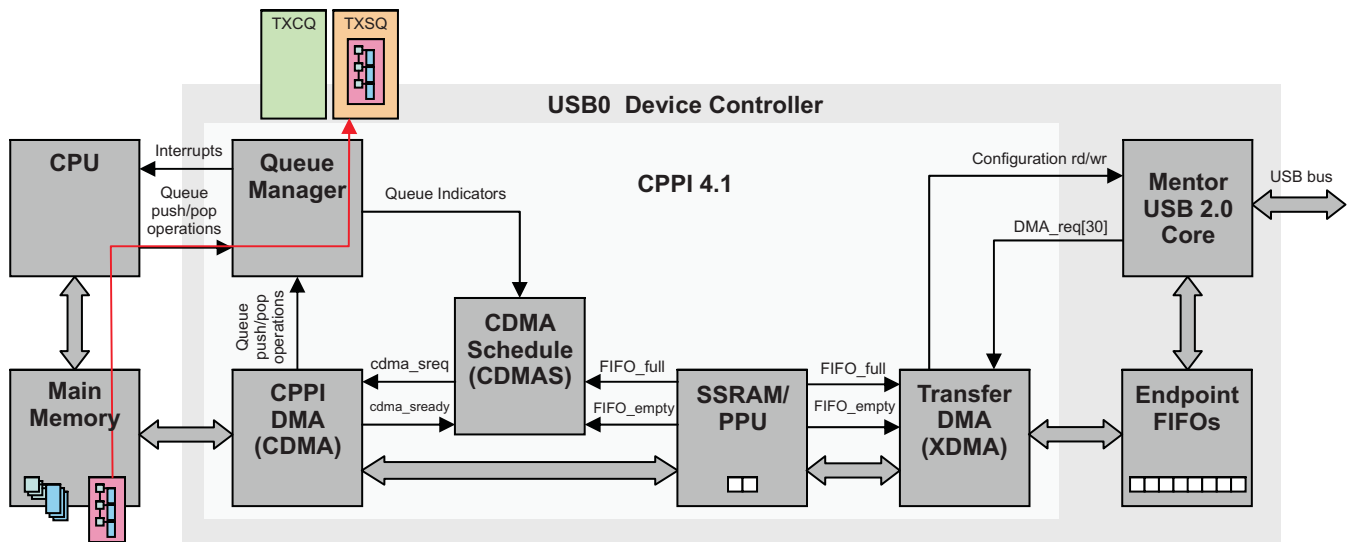 TXCQ
TXSQ
USB0 Device Controller
CPU
Interrupts
Queue
push/pop
operations
Queue
Manager
Queue Indicators
CPPI 4.1
Configuration rd/wr
DMA_req[30]
Mentor
USB 2.0
Core
USB bus
Queue
push/pop
operations
CDMA
Schedule
(CDMAS)
cdma_sreq
cdma_sready
FIFO_full
FIFO_empty
Main
Memory
CPPI
DMA
(CDMA)
SSRAM/
PPU
FIFO_full
FIFO_empty
Transfer
DMA
(XDMA)
Endpoint
FIFOs